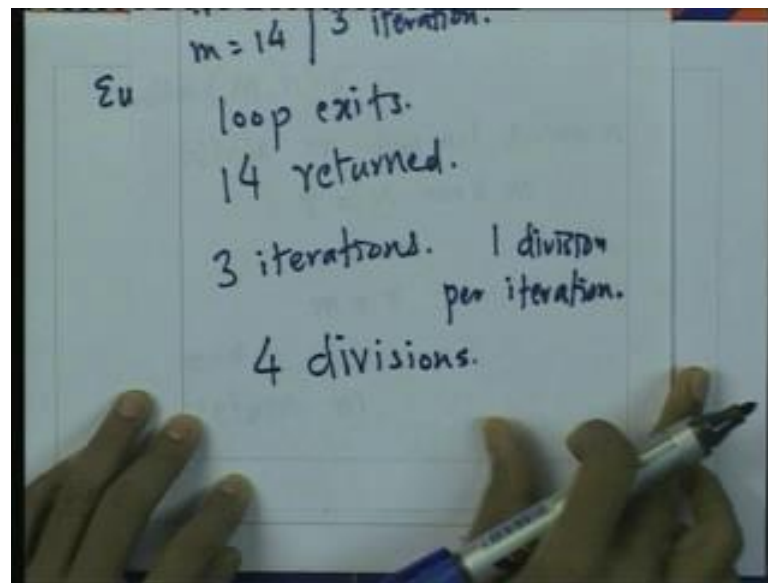 m = 14 | 3 iteration.
Eu
loop exits.
14 returned.
3 iterations. 1 division
per iteration.
4 divisions.